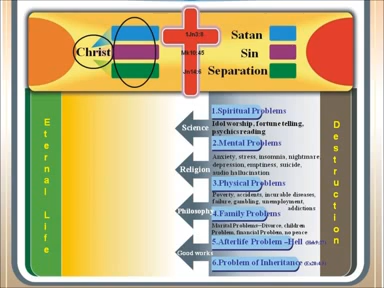 1Jn3:8
Satan
Christ
Mk10:45
Sin
Jn14:6
Separation
Eternal Life
Destruction
1.Spiritual Problems
Idol worship, fortune telling,
psychics reading
Science
2.Mental Problems
Anxiety, stress, insomnia, nightmare
depression, emptiness, suicide,
audio hallucination
Religion
3.Physical Problems
Poverty, accidents, incurable diseases,
failure, gambling, unemployment,
addictions
Philosophy
4.Family Problems
Marital Problems–Divorce, children
Problem, financial Problem, no peace
5.Afterlife Problem –Hell
Good works
6.Problem of Inheritance